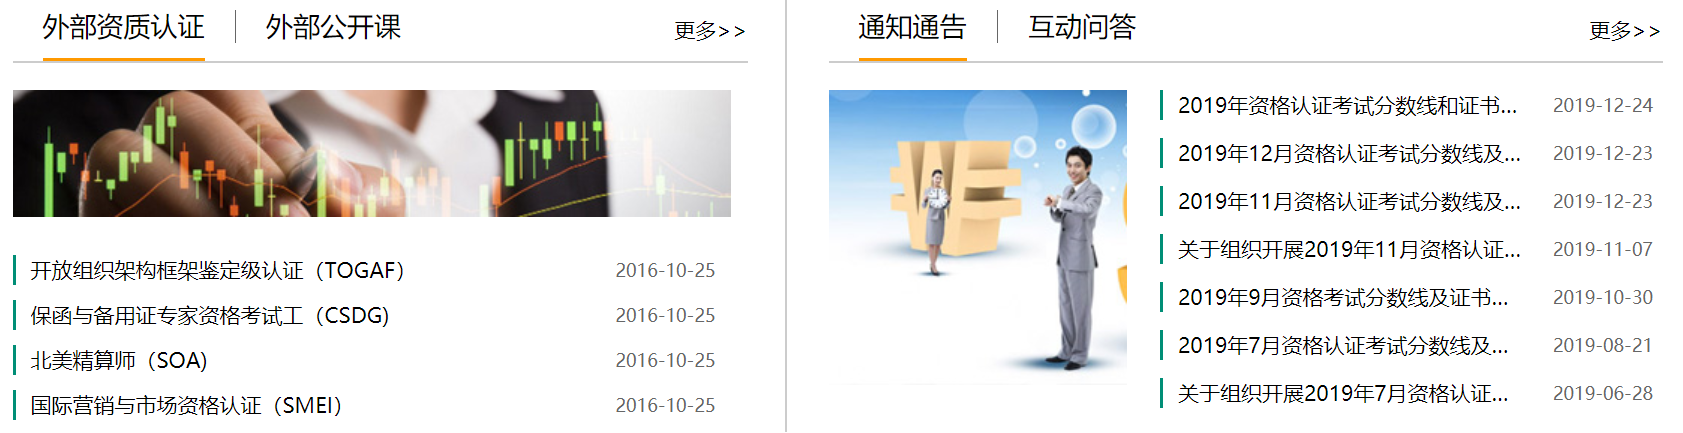 外部资质认证
外部公开课
更多>>
开放组织架构框架鉴定级认证（TOGAF） 2016-10-25
保函与备用证专家资格考试工（CSDG) 2016-10-25
北美精算师（SOA) 2016-10-25
国际营销与市场资格认证（SMEI） 2016-10-25
通知通告
互动问答
更多>>
2019年资格认证考试分数线和证书... 2019-12-24
2019年12月资格认证考试分数线及... 2019-12-23
2019年11月资格认证考试分数线及... 2019-12-23
关于组织开展2019年11月资格认证... 2019-11-07
2019年9月资格考试分数线及证书... 2019-10-30
2019年7月资格认证考试分数线及... 2019-08-21
关于组织开展2019年7月资格认证... 2019-06-28